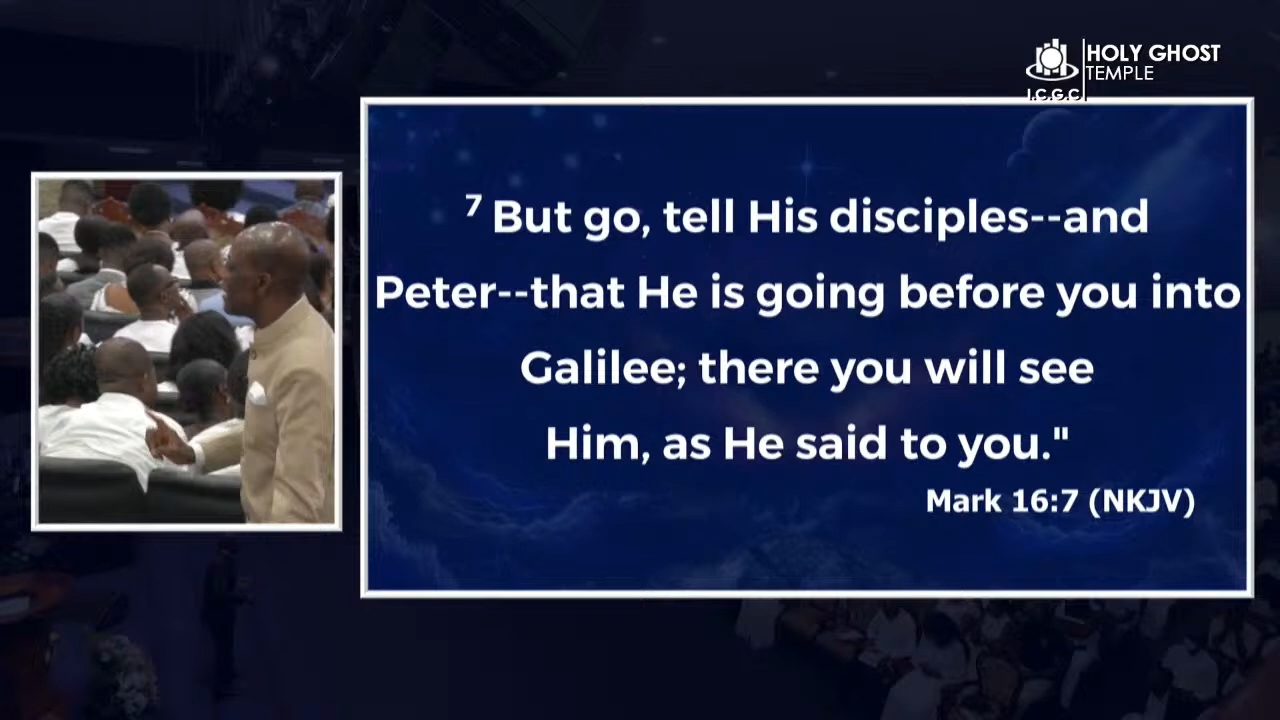 HOLY GHOST
TEMPLE
I.C.G.C
7 But go, tell His disciples--and
Peter--that He is going before you into
Galilee; there you will see
Him, as He said to you."
Mark 16:7 (NKJV)